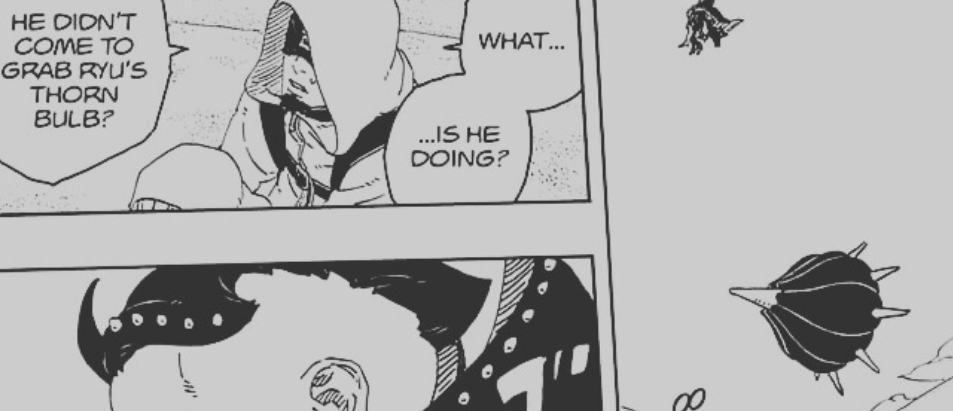 HE DIDN'T
COME TO
GRAB RYU'S
THORN
BULB?
WHAT...
...IS HE
DOING?